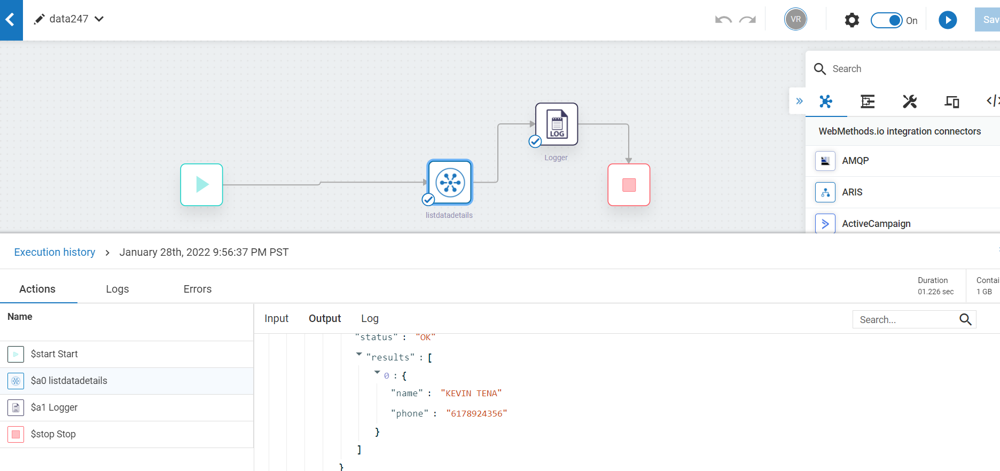 data247
VR
On
Sav
Search
</>
WebMethods.io integration connectors
AMQP
ARIS
ActiveCampaign
LOG
Logger
listdatadetails
Execution history > January 28th, 2022 9:56:37 PM PST
Actions
Logs
Errors
Duration
01.226 sec
Contai
1 GB
Name
$start Start
$a0 listdatadetails
$a1 Logger
$stop Stop
Input
Output
Log
Search...
"status" : "OK"
"results" : [
0 : {
"name" : "KEVIN TENA"
"phone" : "6178924356"
}
]
}